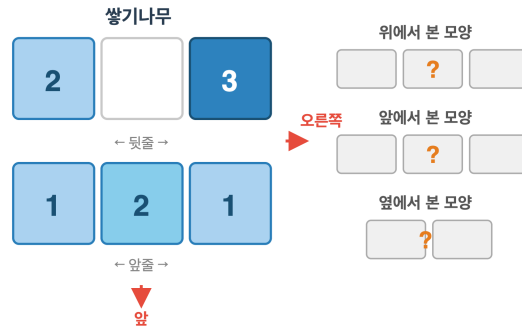 쌓기나무
2
3
← 뒷줄 →
1
2
1
← 앞줄 →
앞
오른쪽
위에서 본 모양
?
앞에서 본 모양
?
옆에서 본 모양
?